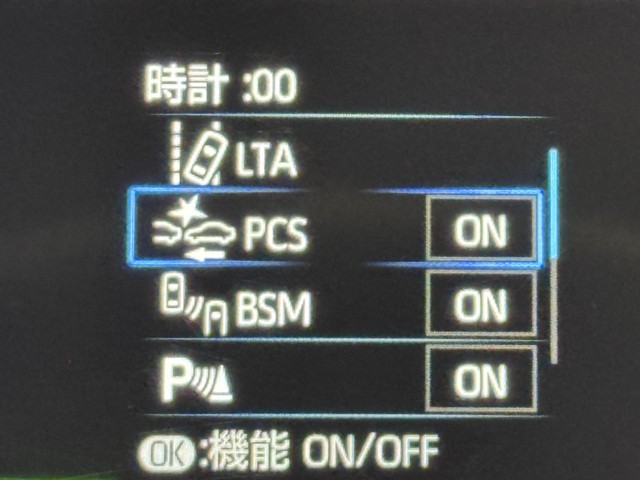 時計 :00
LTA
PCS ON
BSM ON
P ON
OK :機能 ON/OFF